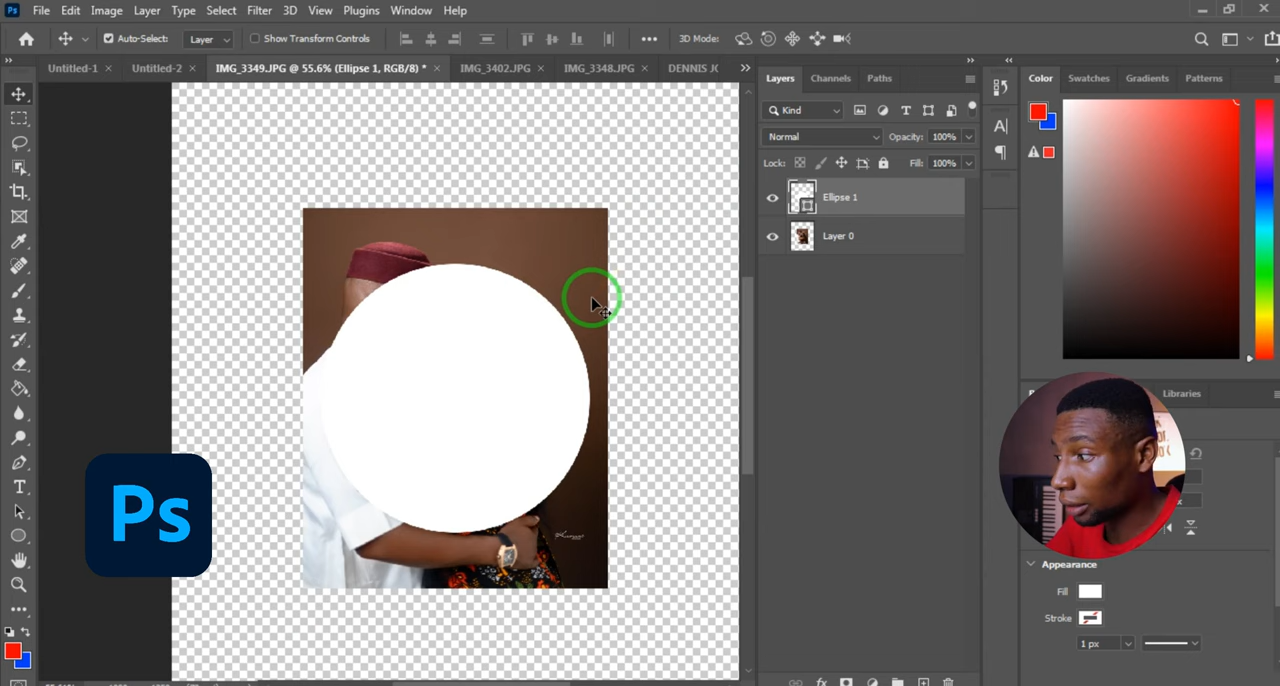 Ps File Edit Image Layer Type Select Filter 3D View Plugins Window Help
Auto-Select: Layer Show Transform Controls 3D Mode:
Untitled-1 × Untitled-2 × IMG_3349.JPG @ 55.6% (Ellipse 1, RGB/8) * × IMG_3402.JPG × IMG_3348.JPG × DENNIS
Layers Channels Paths
Color Swatches Gradients Patterns
Kind
Normal Opacity: 100%
Lock: Fill: 100%
Ellipse 1
Layer 0
Libraries
Ps
Appearance
Fill
Stroke
1 px